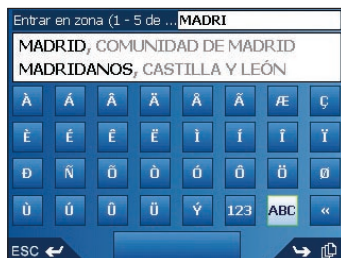 Entrar en zona (1 - 5 de ... MADRI
MADRID, COMUNIDAD DE MADRID
MADRIDANOS, CASTILLA Y LEÓN
À Á Â Ä Å Ã Æ Ç
È É Ê Ë Ì Í Î Ï
Ð Ñ Õ Ò Ó Ô Ö Ø
Ù Ú Û Ü Ý 123 ABC «
ESC